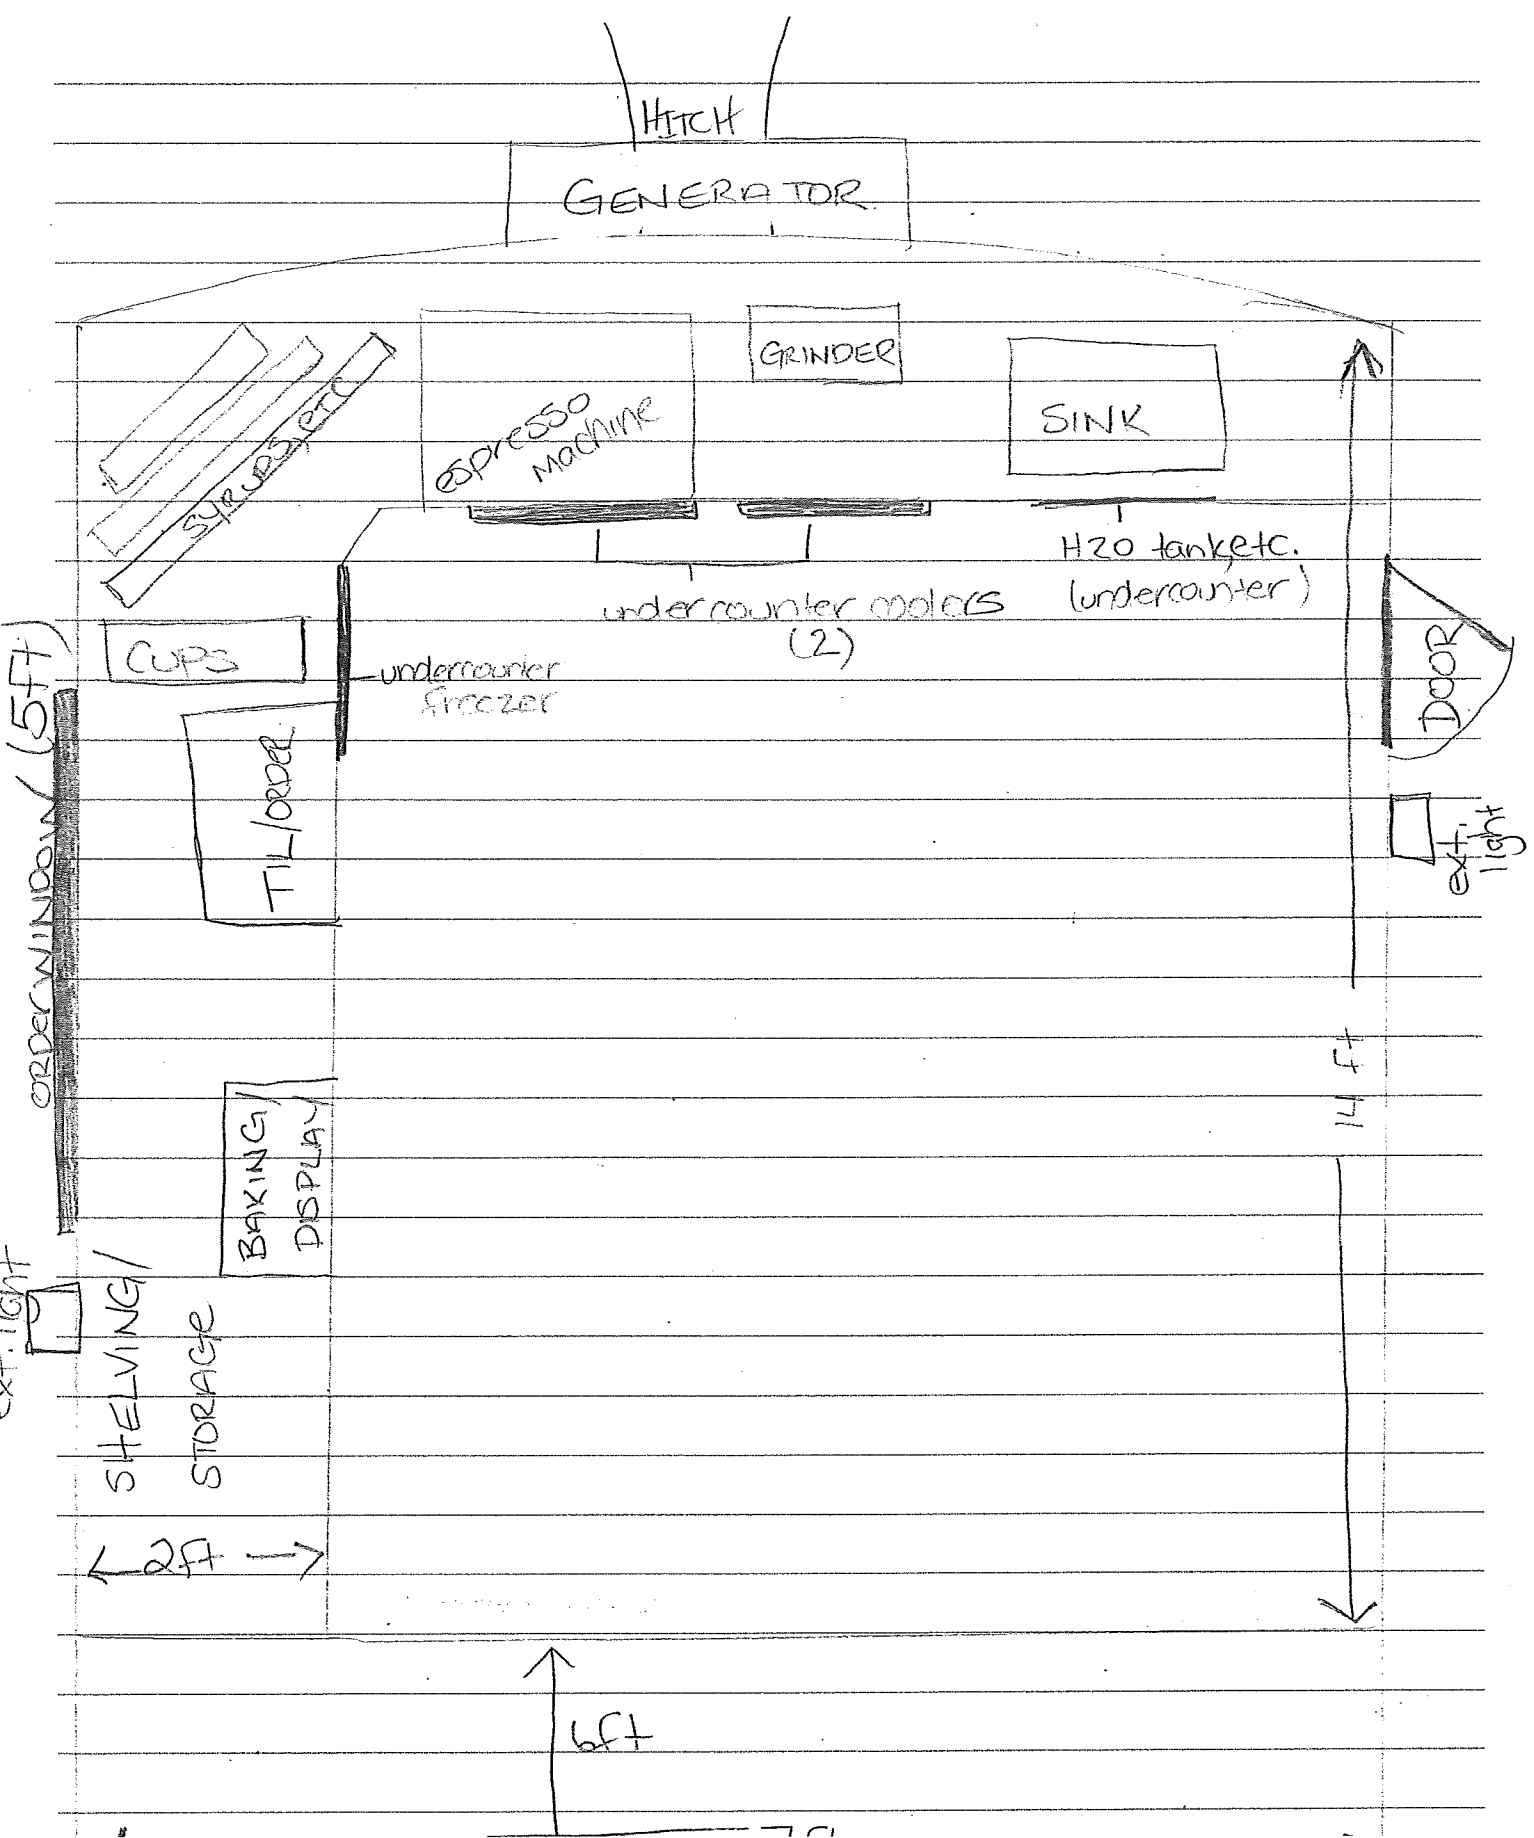 HITCH
GENERATOR
GRINDER
espresso
Machine
SINK
SYRUPS, etc
H20 tank, etc.
(undercounter)
undercounter coolers
(2)
CUPS
undercounter
freezer
DOOR
ORDER WINDOW (5ft)
TIL/ORDER
ext.
light
14 ft
BAKING/
DISPLAY
ext. light
SHELVING/
STORAGE
2ft
6ft